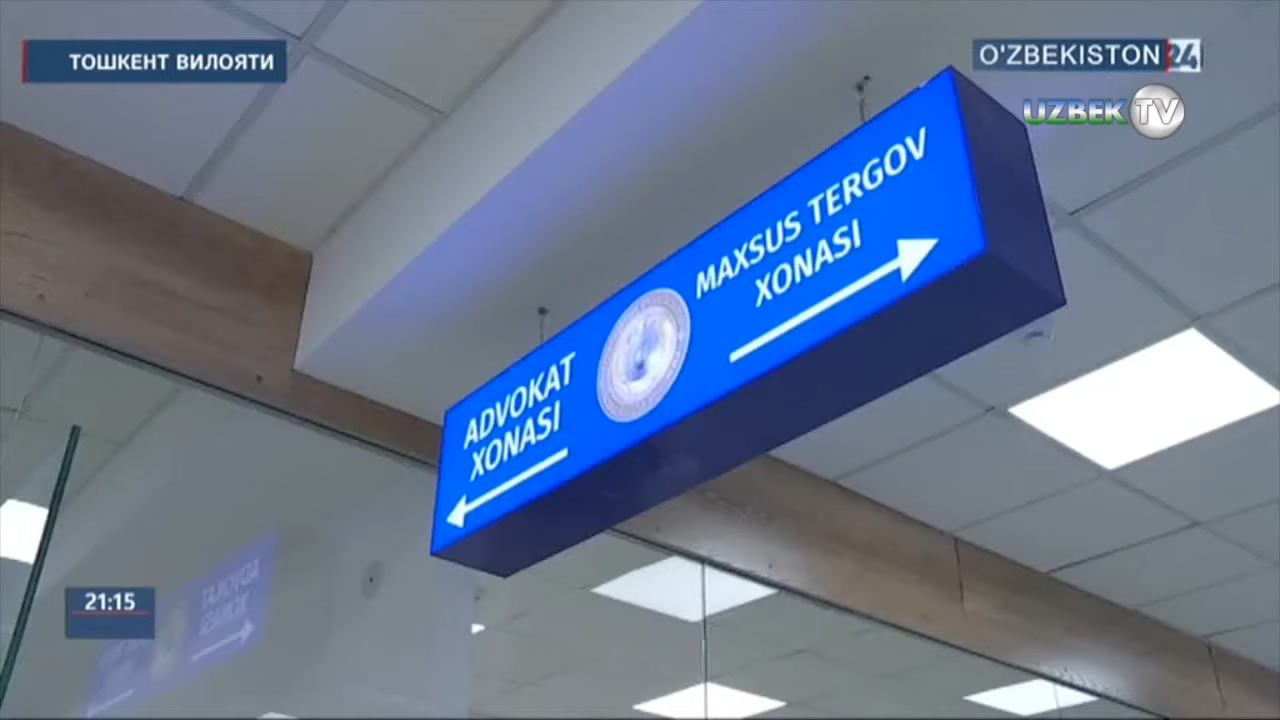 ТОШКЕНТ ВИЛОЯТИ
O'ZBEKISTON 24
UZBEK TV
MAXSUS TERGOV
XONASI
ADVOKAT
XONASI
21:15